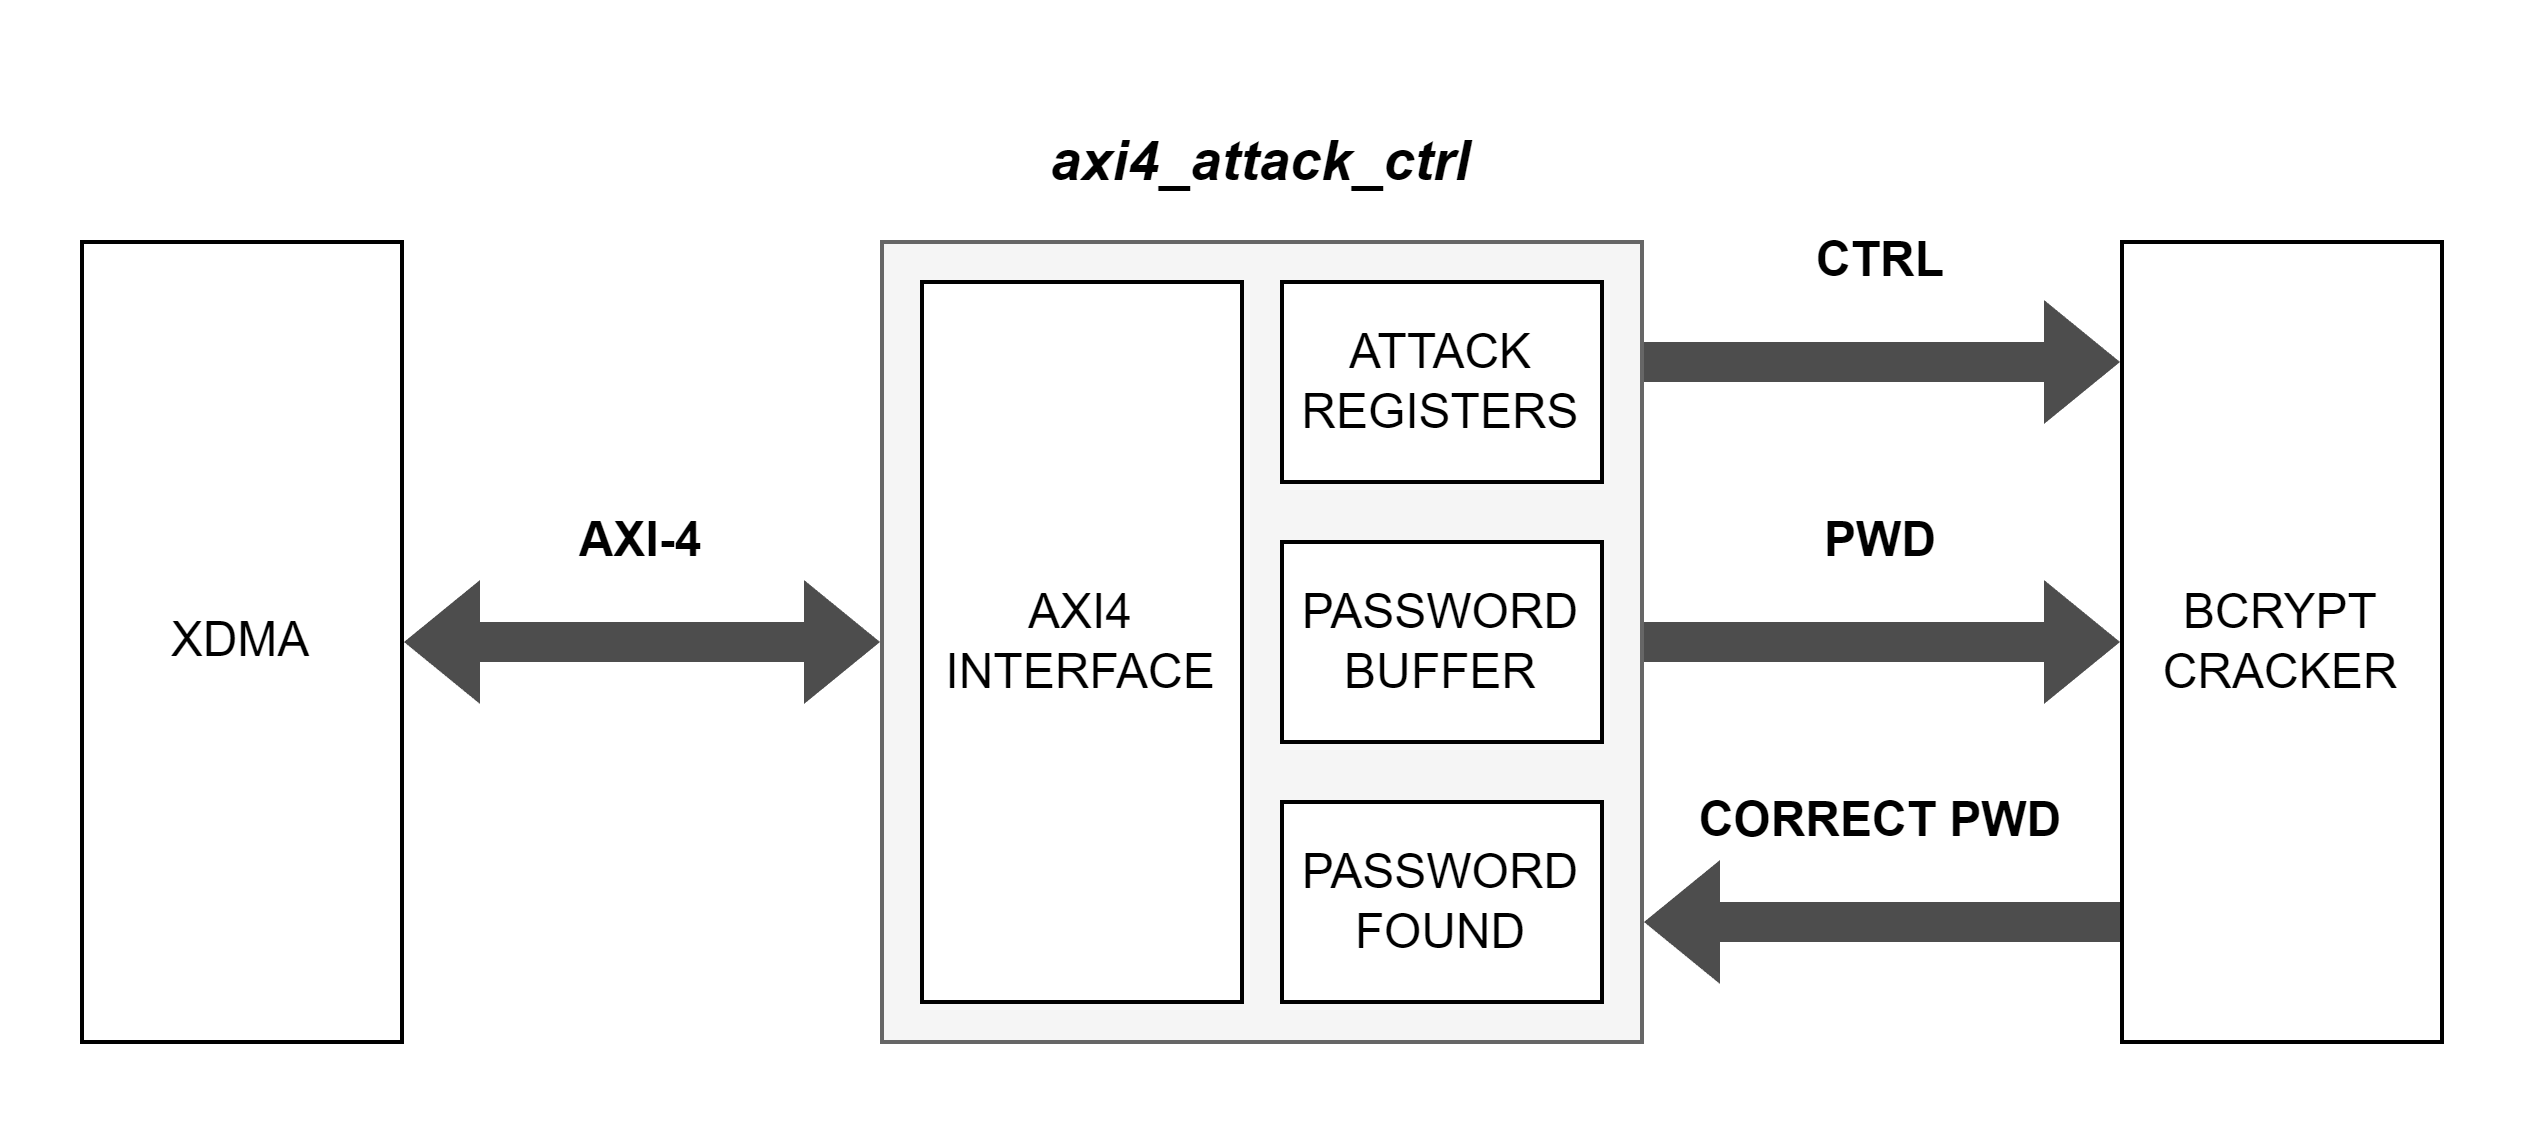 axi4_attack_ctrl
XDMA
AXI-4
AXI4
INTERFACE
ATTACK
REGISTERS
PASSWORD
BUFFER
PASSWORD
FOUND
CTRL
PWD
CORRECT PWD
BCRYPT
CRACKER